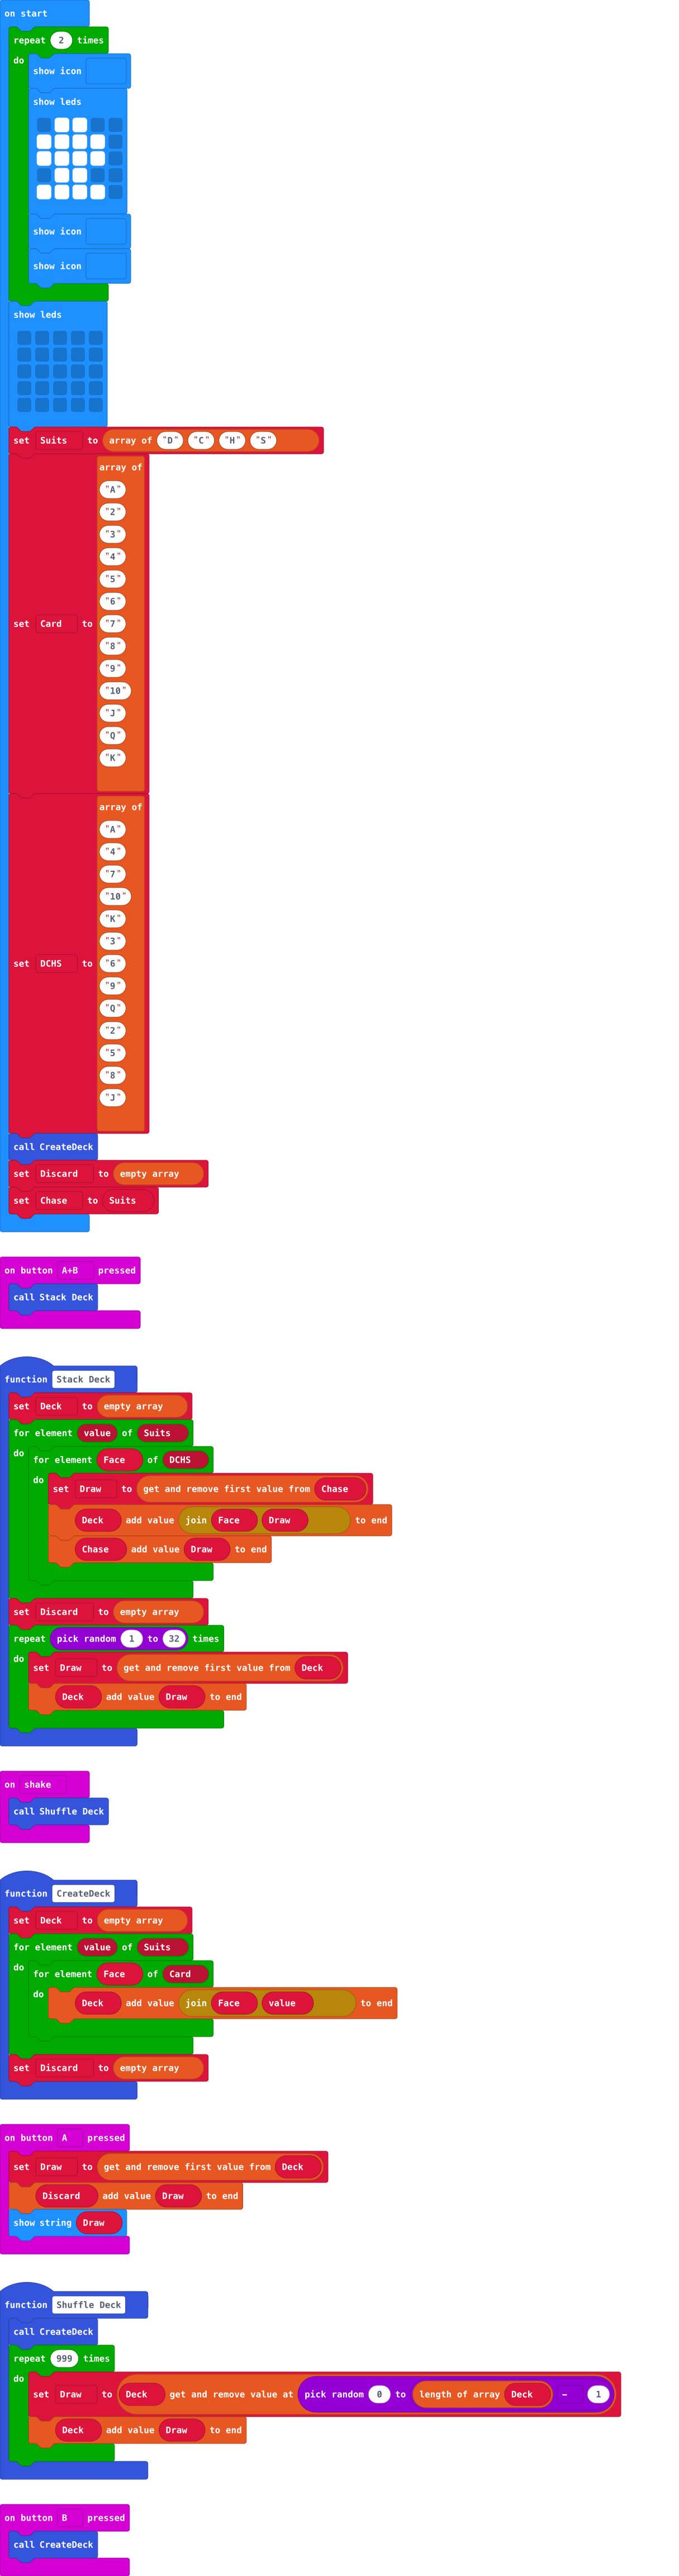 on start
repeat 2 times
do
show icon
show leds
show icon
show icon
show leds
set Suits to array of "D" "C" "H" "S"
array of
"A"
"2"
"3"
"4"
"5"
"6"
set Card to "7"
"8"
"9"
"10"
"J"
"Q"
"K"
array of
"A"
"4"
"7"
"10"
"K"
"3"
set DCHS to "6"
"9"
"Q"
"2"
"5"
"8"
"J"
call CreateDeck
set Discard to empty array
set Chase to Suits
on button A+B pressed
call Stack Deck
function Stack Deck
set Deck to empty array
for element value of Suits
do
for element Face of DCHS
do
set Draw to get and remove first value from Chase
Deck add value join Face Draw to end
Chase add value Draw to end
set Discard to empty array
repeat pick random 1 to 32 times
do
set Draw to get and remove first value from Deck
Deck add value Draw to end
on shake
call Shuffle Deck
function CreateDeck
set Deck to empty array
for element value of Suits
do
for element Face of Card
do
Deck add value join Face value to end
set Discard to empty array
on button A pressed
set Draw to get and remove first value from Deck
Discard add value Draw to end
show string Draw
function Shuffle Deck
call CreateDeck
repeat 999 times
do
set Draw to Deck get and remove value at pick random 0 to length of array Deck - 1
Deck add value Draw to end
on button B pressed
call CreateDeck